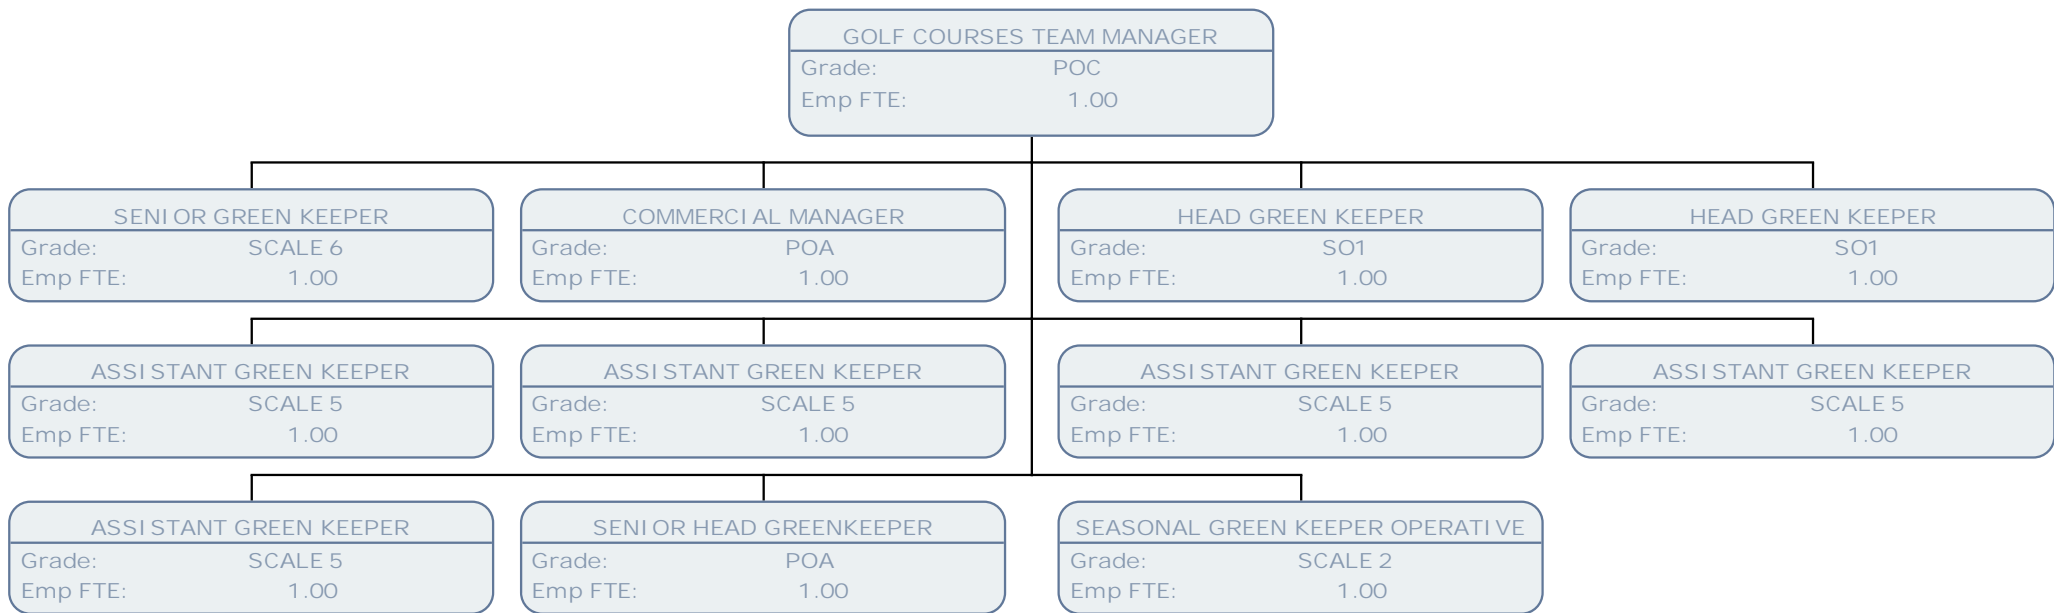 GOLF COURSES TEAM MANAGER
Grade: POC
Emp FTE: 1.00
SENIOR GREEN KEEPER
Grade: SCALE 6
Emp FTE: 1.00
COMMERCIAL MANAGER
Grade: POA
Emp FTE: 1.00
HEAD GREEN KEEPER
Grade: SO1
Emp FTE: 1.00
HEAD GREEN KEEPER
Grade: SO1
Emp FTE: 1.00
ASSISTANT GREEN KEEPER
Grade: SCALE 5
Emp FTE: 1.00
ASSISTANT GREEN KEEPER
Grade: SCALE 5
Emp FTE: 1.00
ASSISTANT GREEN KEEPER
Grade: SCALE 5
Emp FTE: 1.00
ASSISTANT GREEN KEEPER
Grade: SCALE 5
Emp FTE: 1.00
ASSISTANT GREEN KEEPER
Grade: SCALE 5
Emp FTE: 1.00
SENIOR HEAD GREENKEEPER
Grade: POA
Emp FTE: 1.00
SEASONAL GREEN KEEPER OPERATIVE
Grade: SCALE 2
Emp FTE: 1.00